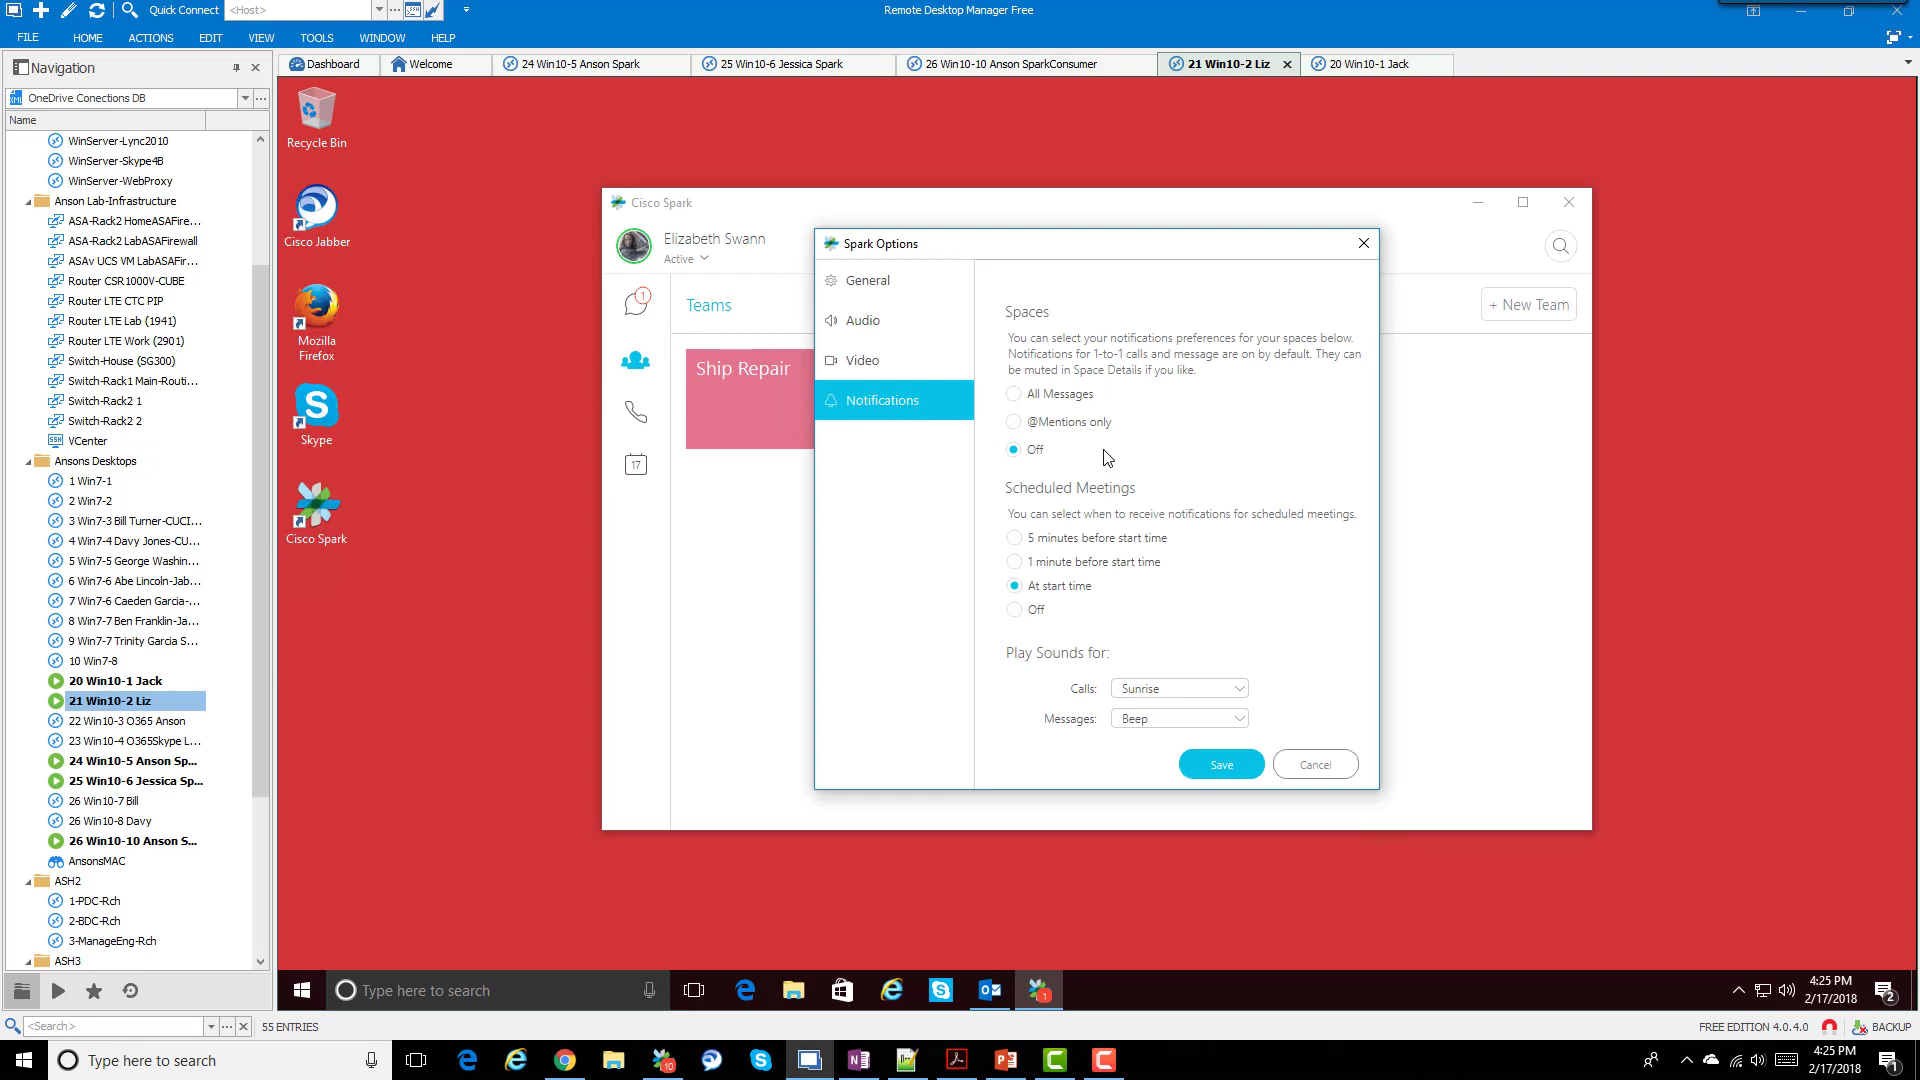 Quick Connect
<Host>
Remote Desktop Manager Free
FILE
HOME
ACTIONS
EDIT
VIEW
TOOLS
WINDOW
HELP
Navigation
OneDrive Conections DB
Name
WinServer-Lync2010
WinServer-Skype4B
WinServer-WebProxy
Anson Lab-Infrastructure
ASA-Rack2 HomeASAFire...
ASA-Rack2 LabASAFirewall
ASAv UCS VM LabASAFir...
Router CSR1000V-CUBE
Router LTE CTC PIP
Router LTE Lab (1941)
Router LTE Work (2901)
Switch-House (SG300)
Switch-Rack1 Main-Routi...
Switch-Rack2 1
Switch-Rack2 2
VCenter
Ansons Desktops
1 Win7-1
2 Win7-2
3 Win7-3 Bill Turner-CUCI...
4 Win7-4 Davy Jones-CU...
5 Win7-5 George Washin...
6 Win7-6 Abe Lincoln-Jab...
7 Win7-6 Caeden Garcia-...
8 Win7-7 Ben Franklin-Ja...
9 Win7-7 Trinity Garcia S...
10 Win7-8
20 Win10-1 Jack
21 Win10-2 Liz
22 Win10-3 O365 Anson
23 Win10-4 O365Skype L...
24 Win10-5 Anson Sp...
25 Win10-6 Jessica Sp...
26 Win10-7 Bill
26 Win10-8 Davy
26 Win10-10 Anson S...
AnsonsMAC
ASH2
1-PDC-Rch
2-BDC-Rch
3-ManageEng-Rch
ASH3
<Search>
55 ENTRIES
Dashboard
Welcome
24 Win10-5 Anson Spark
25 Win10-6 Jessica Spark
26 Win10-10 Anson SparkConsumer
21 Win10-2 Liz
20 Win10-1 Jack
Recycle Bin
Cisco Jabber
Mozilla
Firefox
Skype
Cisco Spark
Cisco Spark
Elizabeth Swann
Active
1
17
Teams
+ New Team
Ship Repair
Spark Options
General
Audio
Video
Notifications
Spaces
You can select your notifications preferences for your spaces below.
Notifications for 1-to-1 calls and message are on by default. They can
be muted in Space Details if you like.
All Messages
@Mentions only
Off
Scheduled Meetings
You can select when to receive notifications for scheduled meetings.
5 minutes before start time
1 minute before start time
At start time
Off
Play Sounds for:
Calls: Sunrise
Messages: Beep
Save
Cancel
Type here to search
1
4:25 PM
2/17/2018
2
FREE EDITION 4.0.4.0
BACKUP
Type here to search
10
4:25 PM
2/17/2018
1